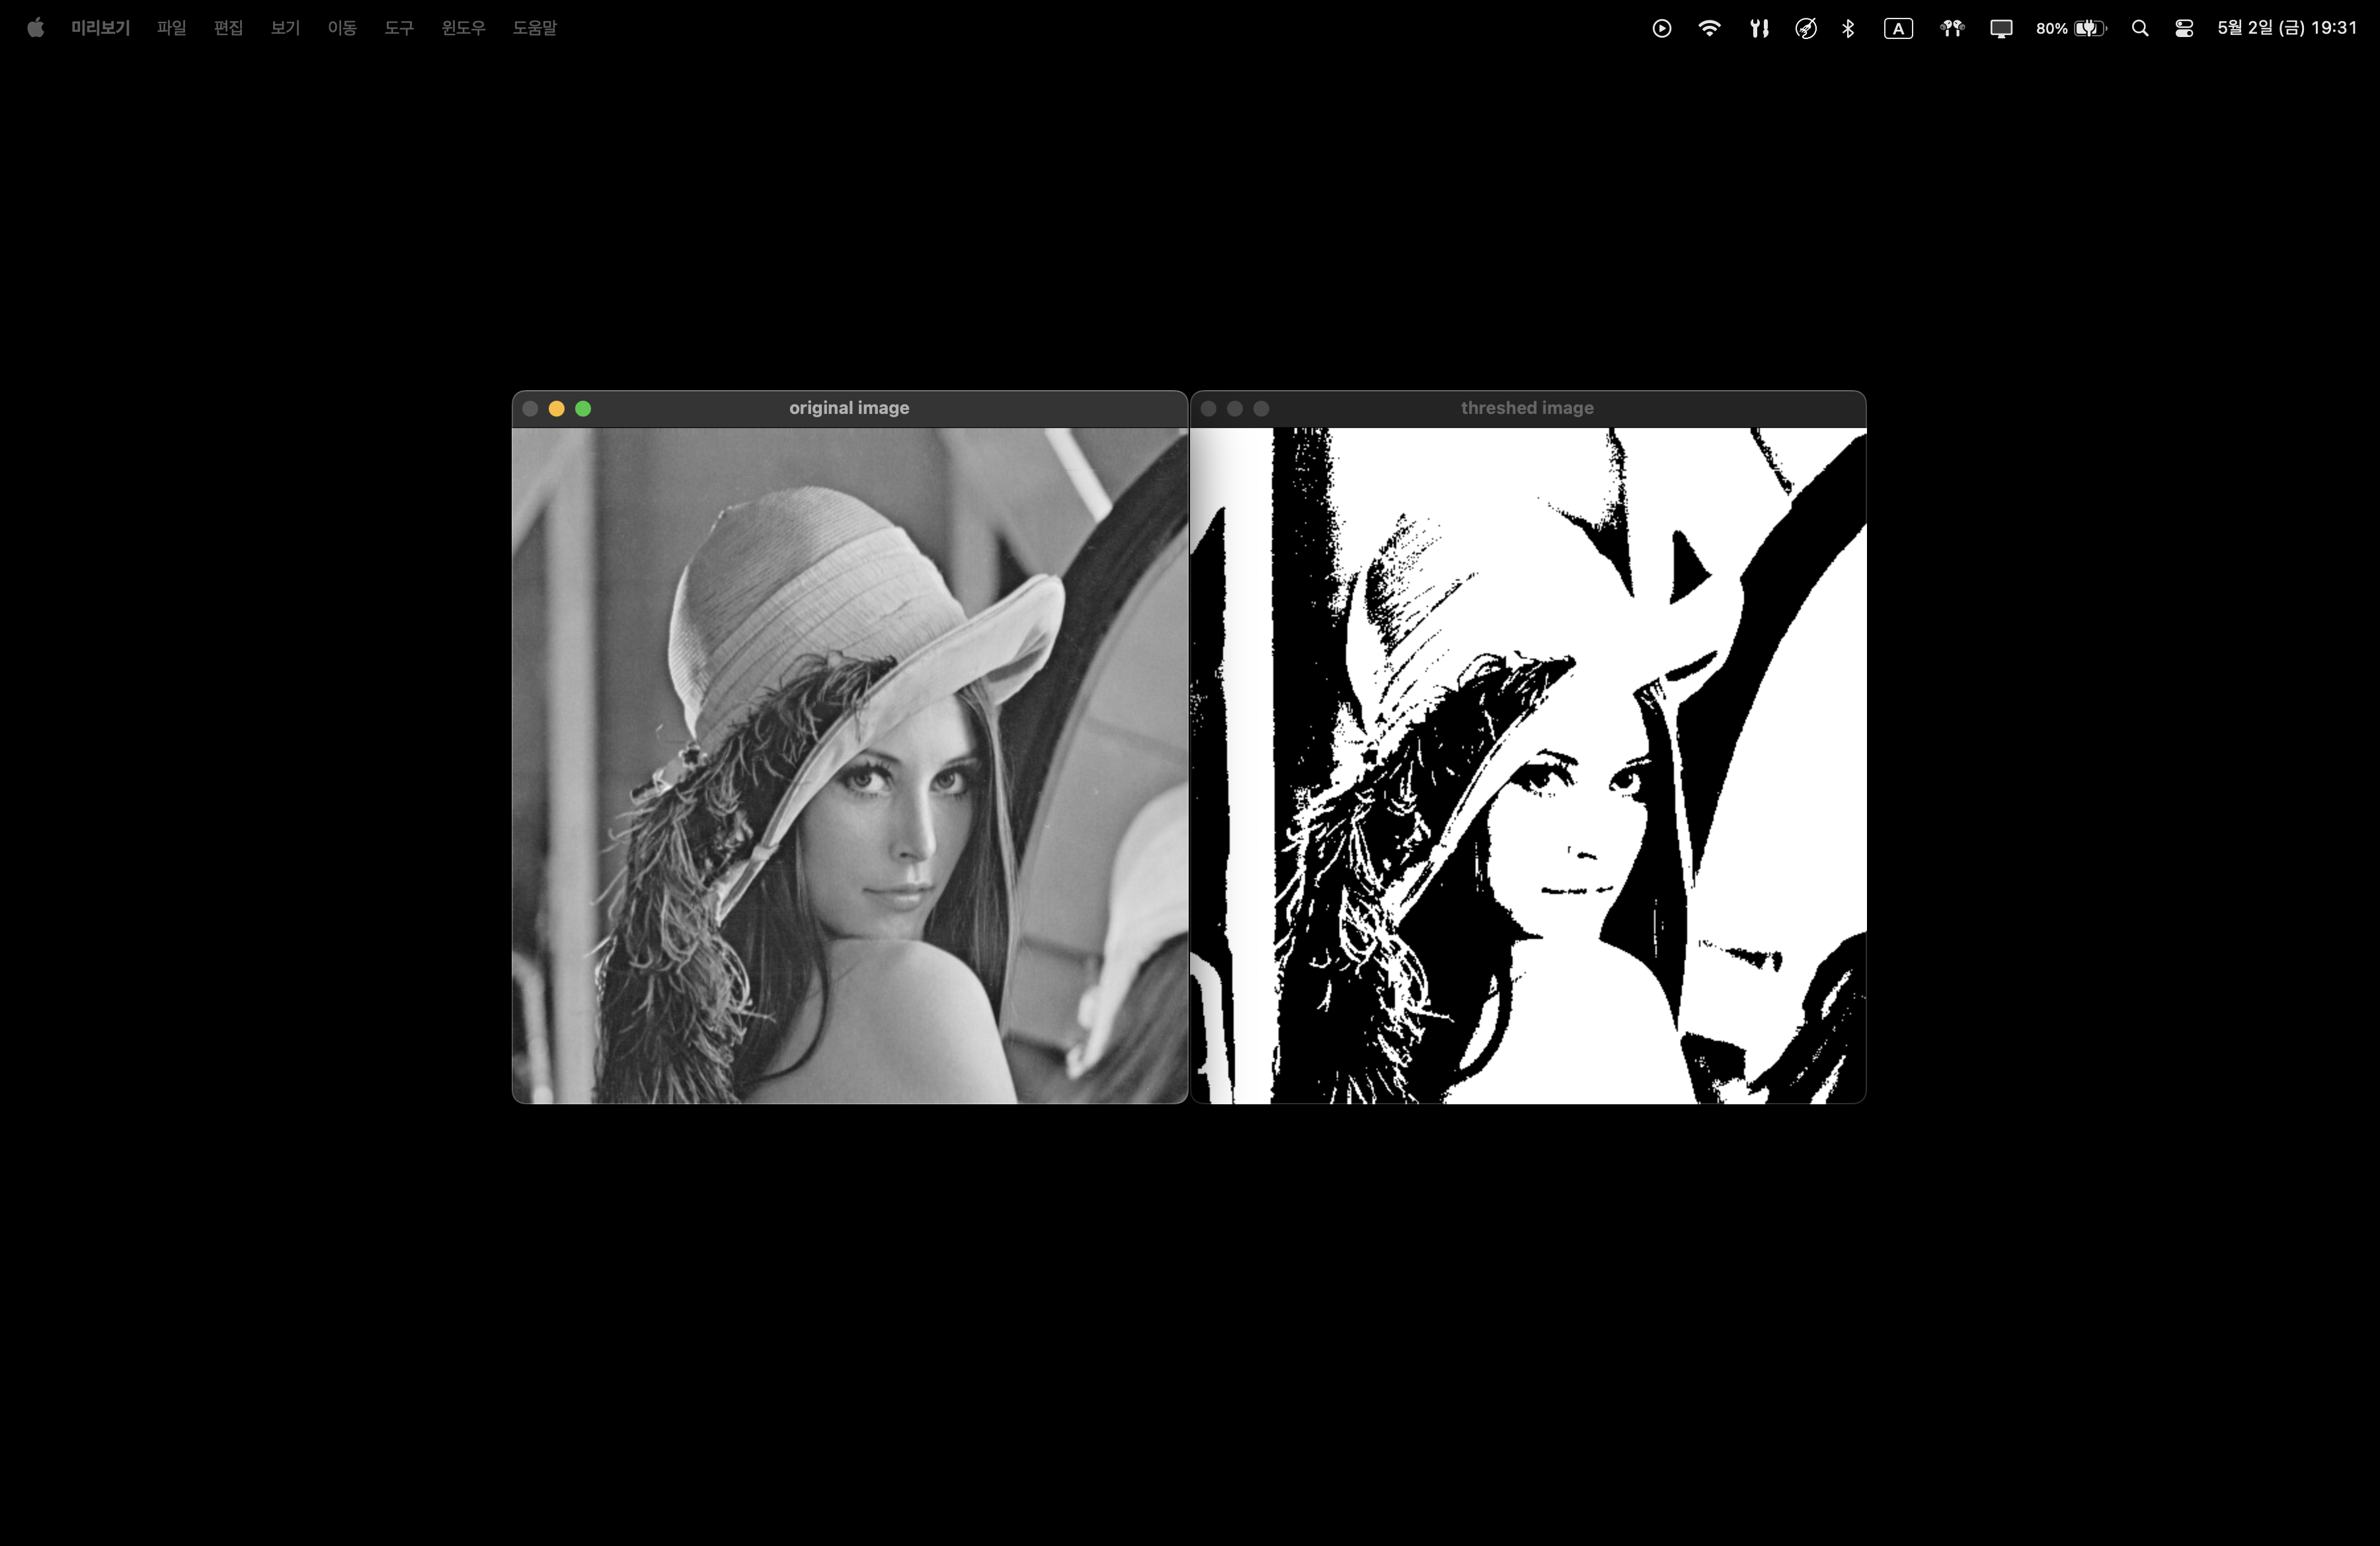 미리보기 파일 편집 보기 이동 도구 윈도우 도움말 A 80% 5월 2일 (금) 19:31
original image
threshed image